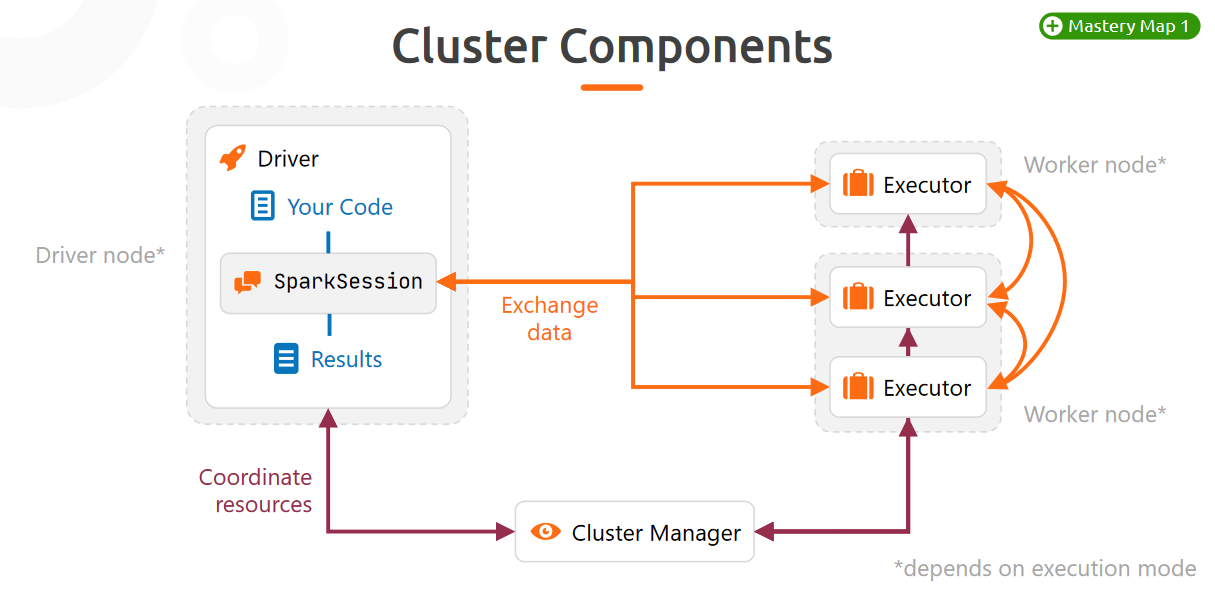 Mastery Map 1
Cluster Components
Driver
Your Code
Driver node*
SparkSession
Results
Exchange
data
Executor
Worker node*
Executor
Executor
Worker node*
Coordinate
resources
Cluster Manager
*depends on execution mode